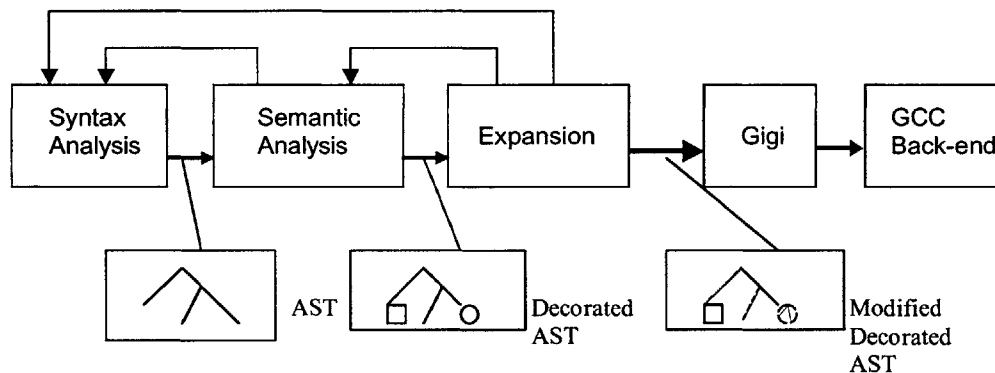 Syntax
Analysis
Semantic
Analysis
Expansion
Gigi
GCC
Back-end
AST
Decorated
AST
Modified
Decorated
AST